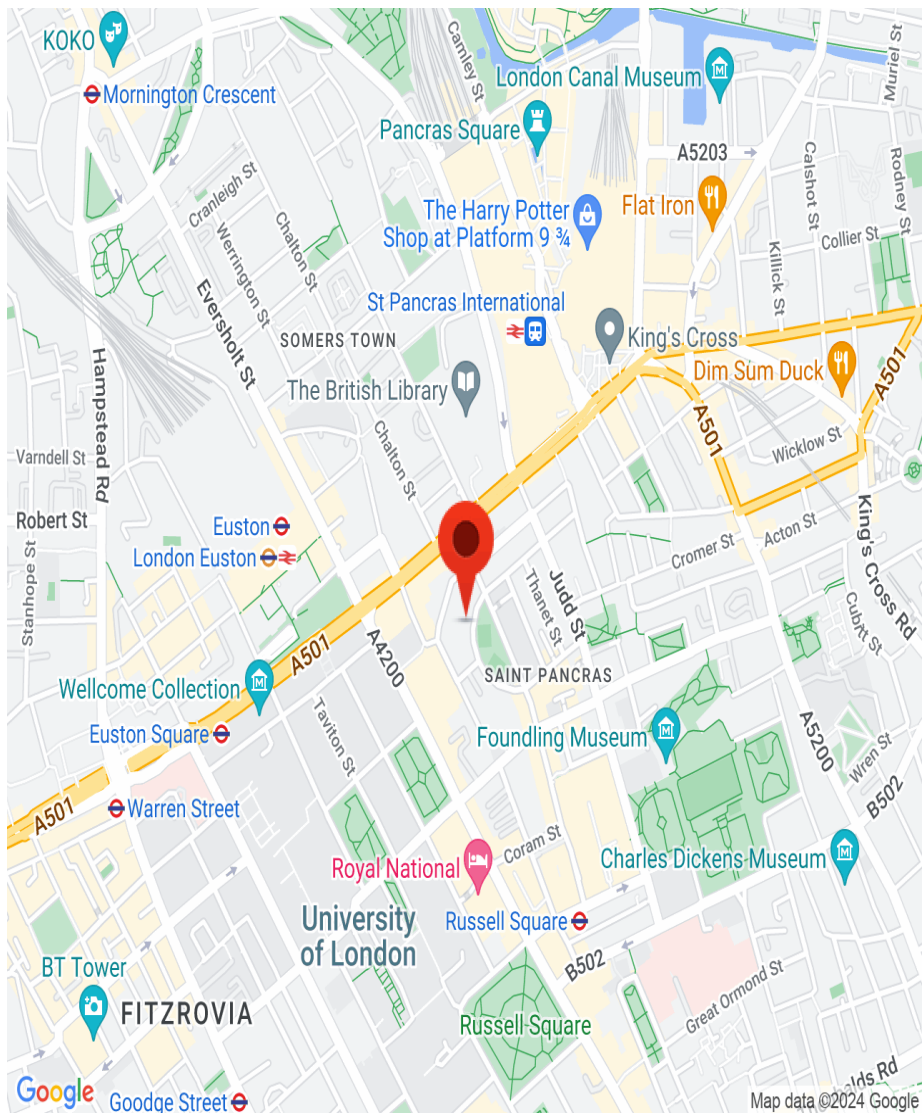 KOKO
Mornington Crescent
Camley St
London Canal Museum
Muriel St
Pancras Square
A5203
Cranleigh St
Werrington St
Chalton St
The Harry Potter
Shop at Platform 9 ¾
Flat Iron
Calshot St
Rodney St
Collier St
Killick St
Eversholt St
St Pancras International
SOMERS TOWN
King's Cross
Hampstead Rd
The British Library
Dim Sum Duck
A501
A501
Chalton St
Wicklow St
Varndell St
Robert St
Euston
London Euston
Stanhope St
Acton St
Cromer St
King's Cross Rd
Judd St
Thanet St
Cubitt St
A501
A4200
SAINT PANCRAS
Wellcome Collection
Euston Square
Taviton St
Foundling Museum
A5200
Wren St
B502
A501
Warren Street
Coram St
Royal National
Charles Dickens Museum
University
of London
Russell Square
B502
BT Tower
FITZROVIA
Great Ormond St
Russell Square
Google
Goodge Street
Map data ©2024 Google